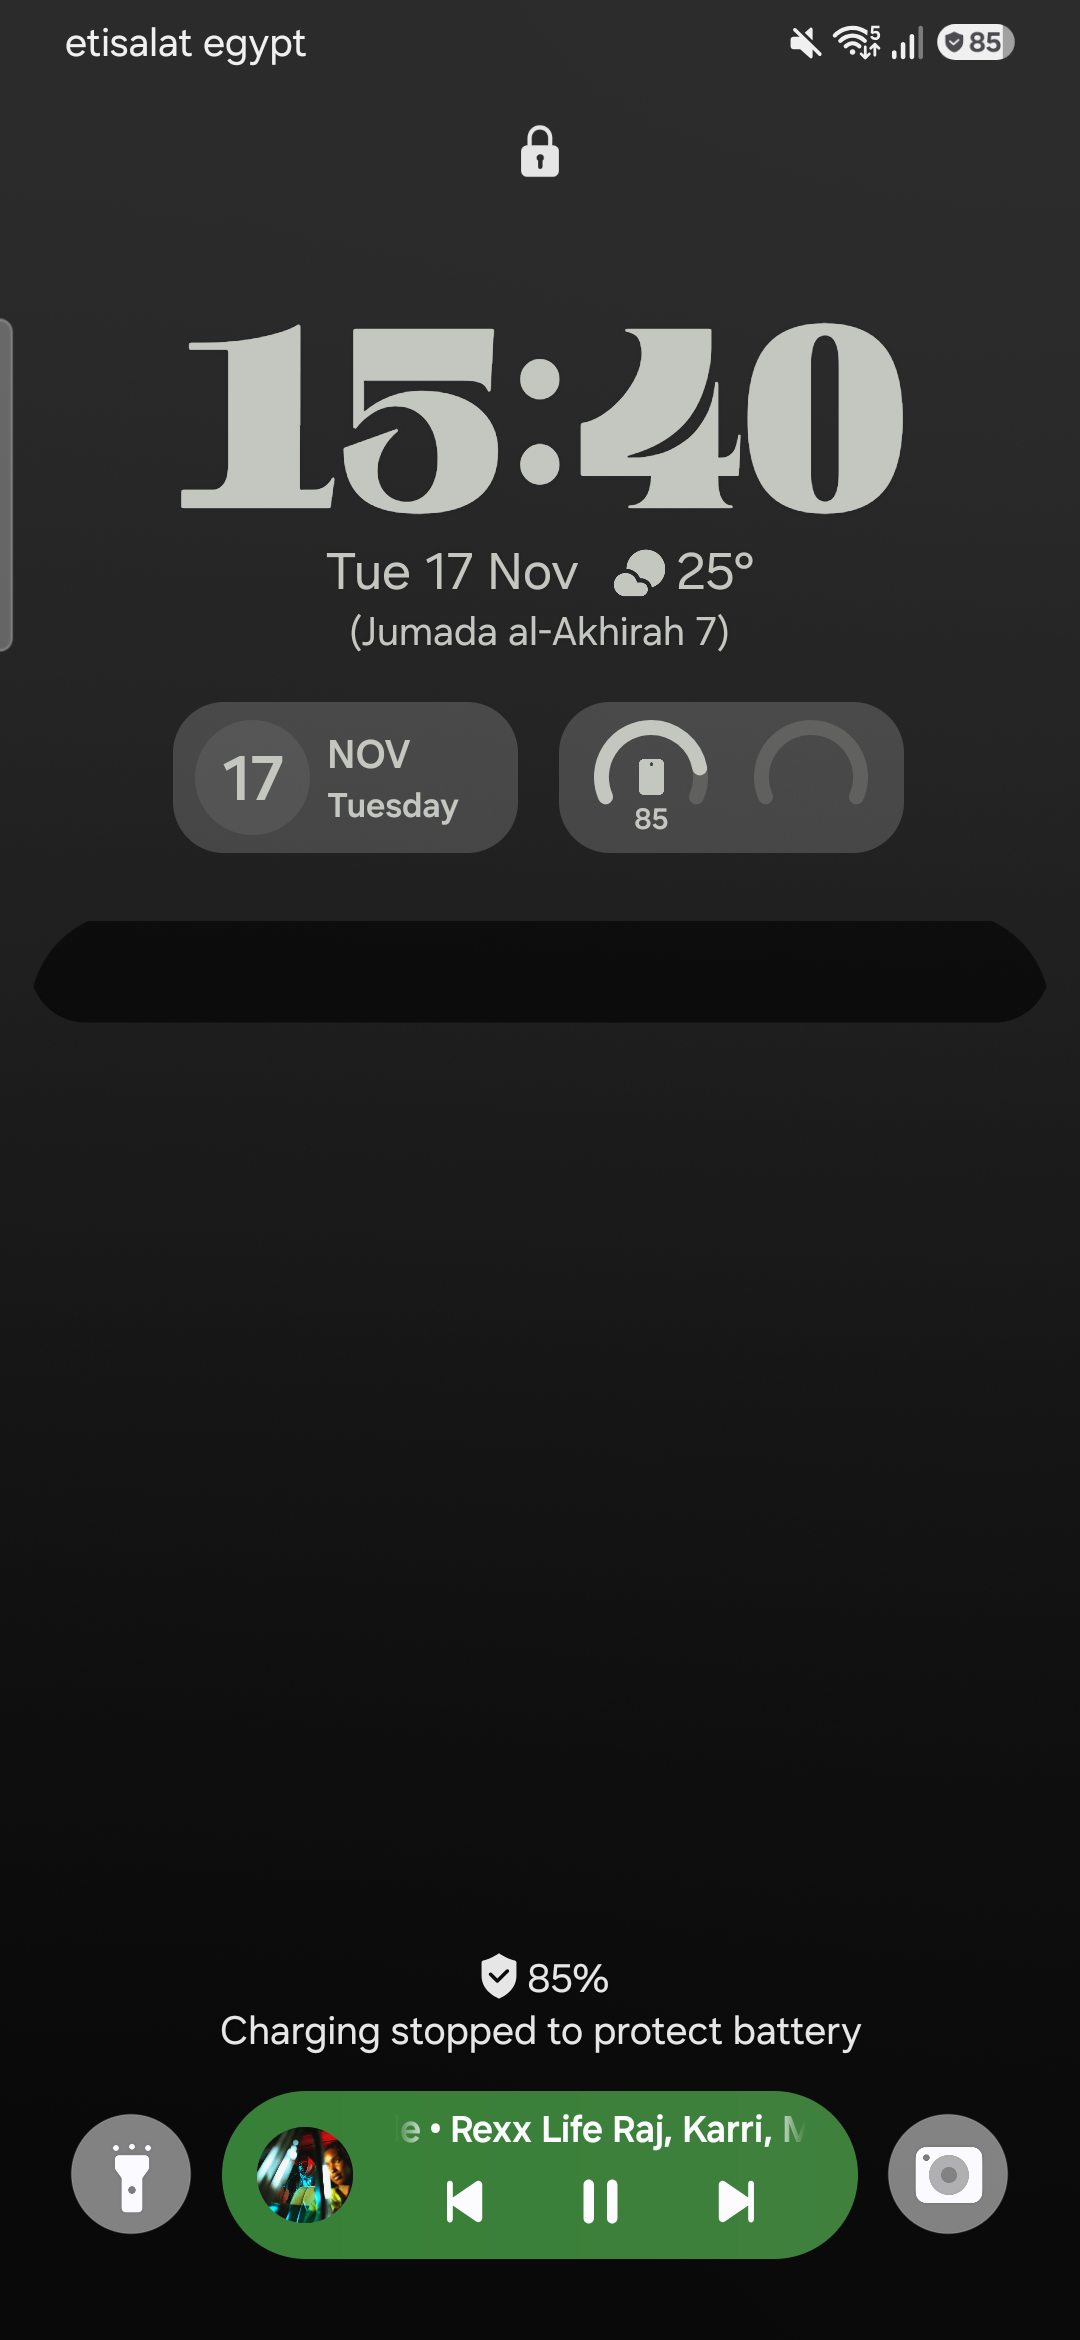 etisalat egypt
5
85
15:40
Tue 17 Nov 25°
(Jumada al-Akhirah 7)
17
NOV
Tuesday
85
85%
Charging stopped to protect battery
e • Rexx Life Raj, Karri, M